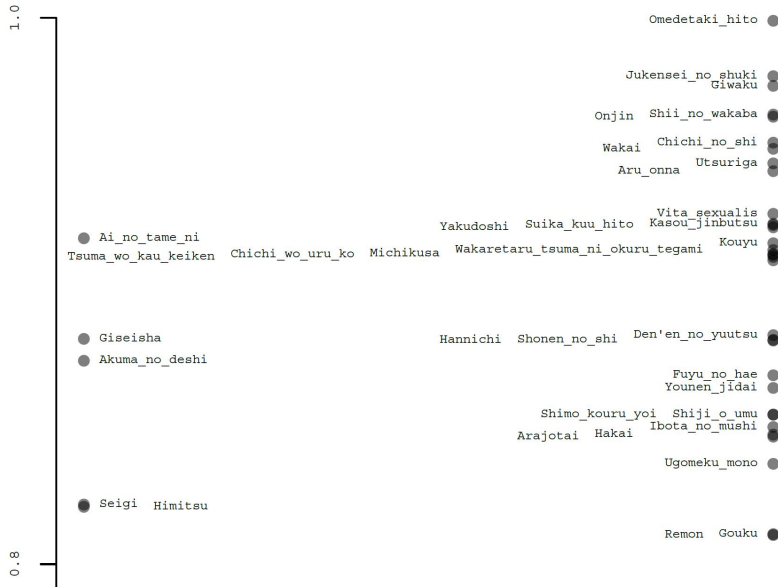 1.0
Omedetaki_hito
Jukensei_no_shuki
Giwaku
Onjin Shii_no_wakaba
Wakai Chichi_no_shi
Aru_onna Utsuriga
Vita_sexualis
Yakudoshi Suika_kuu_hito Kasou_jinbutsu
Ai_no_tame_ni
Tsuma_wo_kau_keiken Chichi_wo_uru_ko Michikusa Wakaretaru_tsuma_ni_okuru_tegami Kouyu
Giseisha
Hannichi Shonen_no_shi Den'en_no_yuutsu
Akuma_no_deshi
Fuyu_no_hae
Younen_jidai
Shimo_kouru_yoi Shiji_o_umu
Ibota_no_mushi
Arajotai Hakai
Ugomeku_mono
Seigi Himitsu
Remon Gouku
0.8